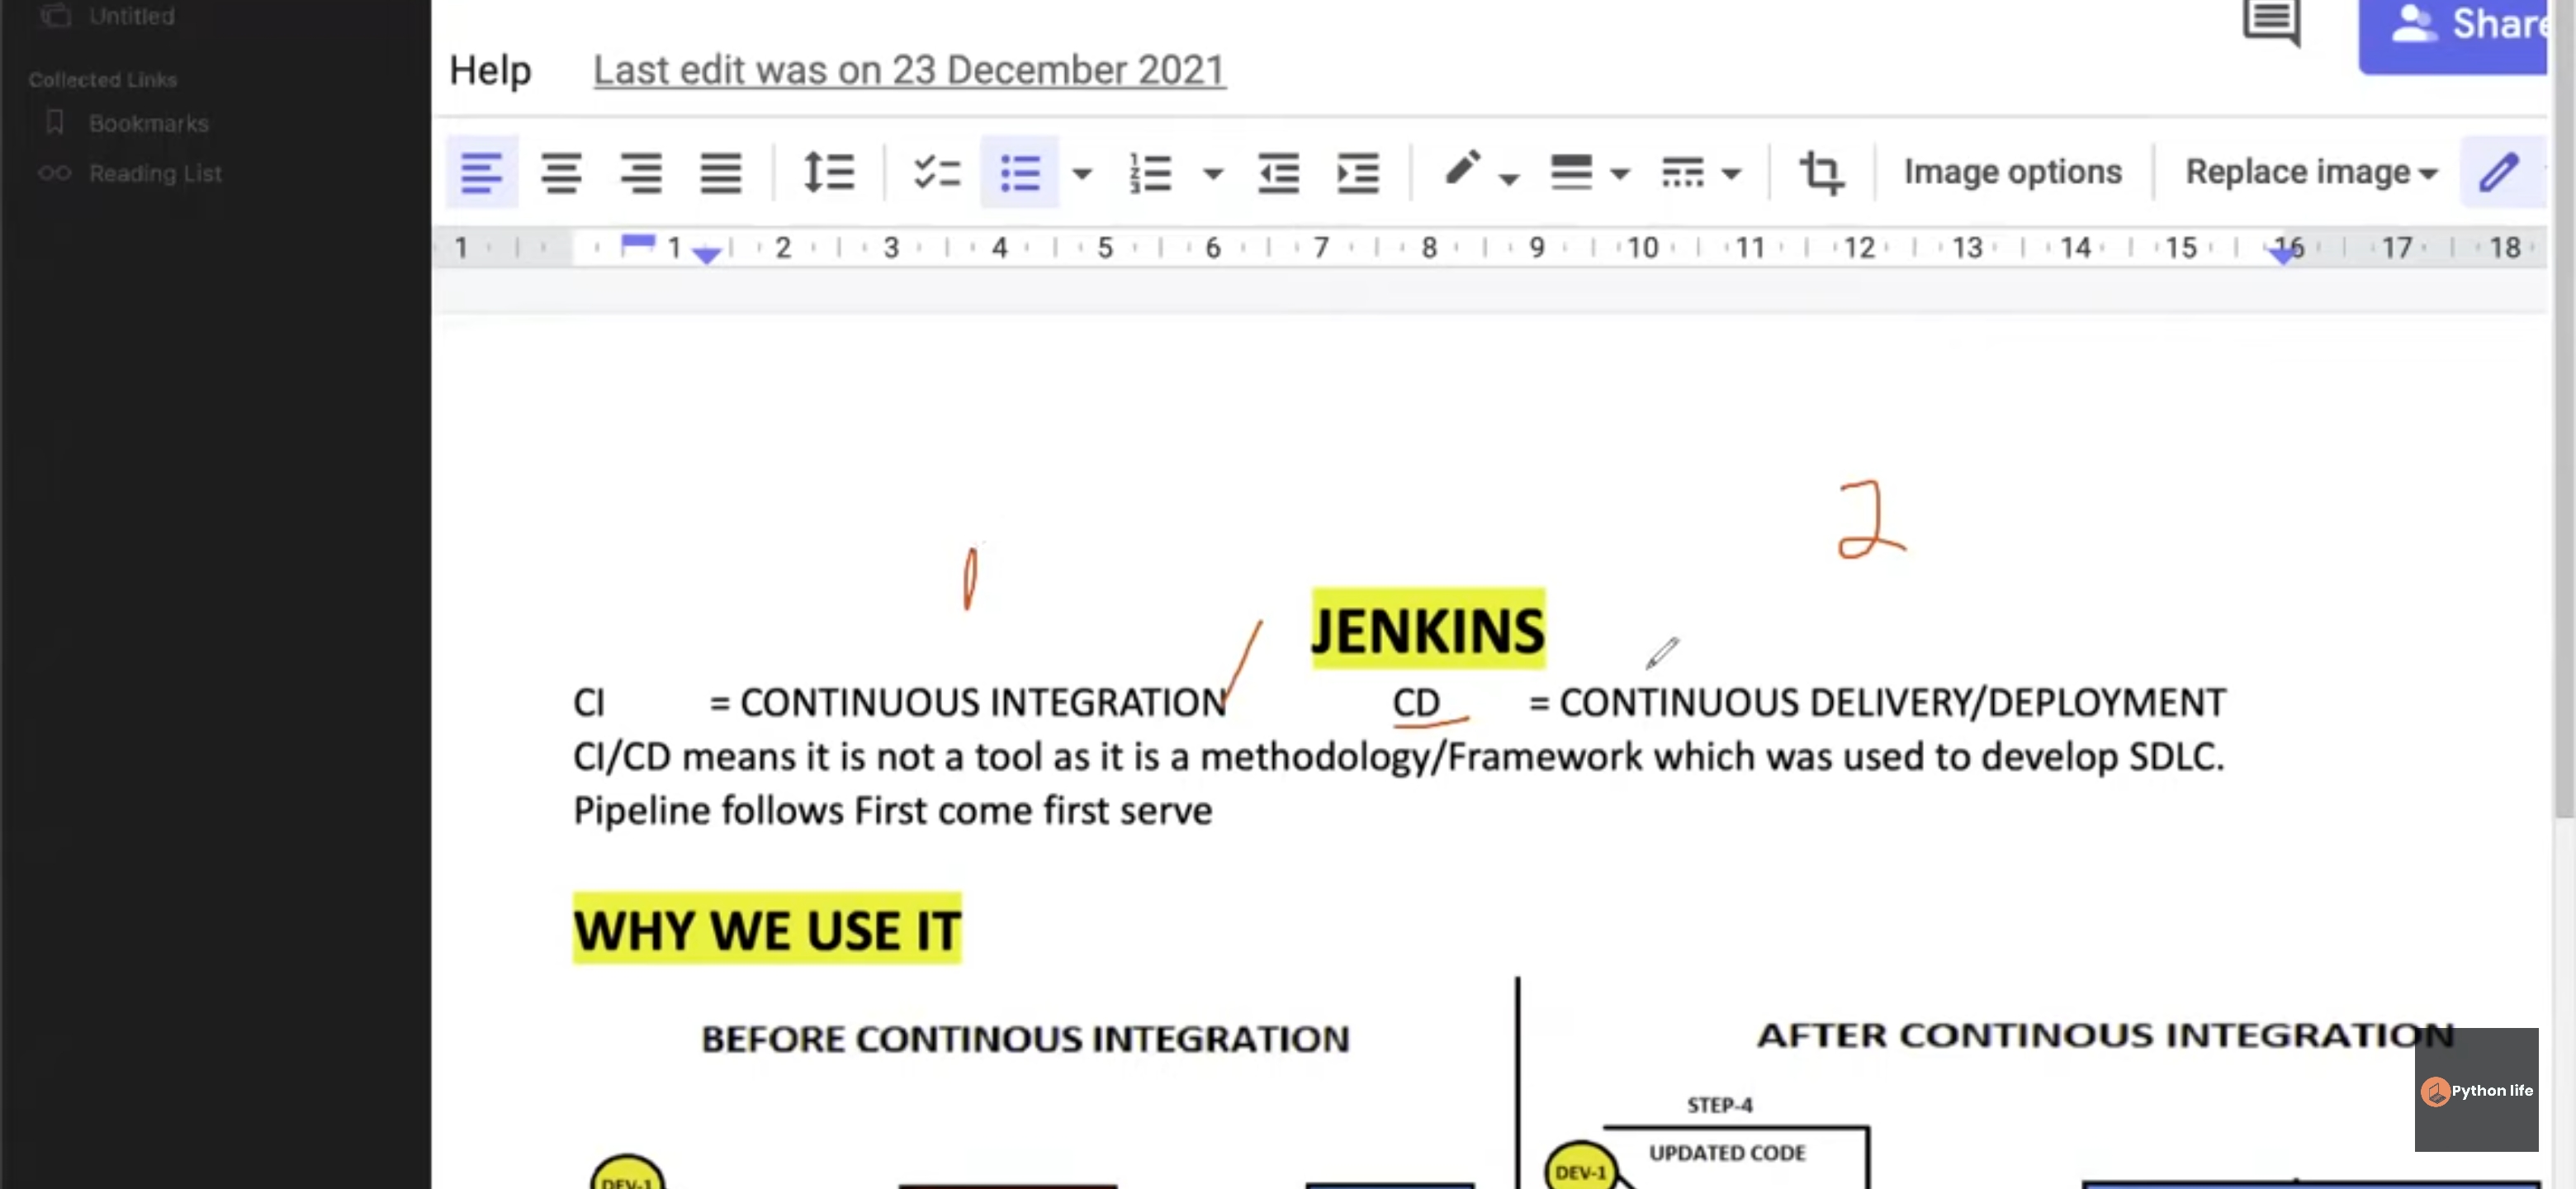 Untitled
Collected Links
Bookmarks
Reading List
Share
Help Last edit was on 23 December 2021
Image options Replace image
1 1 2 3 4 5 6 7 8 9 10 11 12 13 14 15 16 17 18
2
JENKINS
CI = CONTINUOUS INTEGRATION CD = CONTINUOUS DELIVERY/DEPLOYMENT
CI/CD means it is not a tool as it is a methodology/Framework which was used to develop SDLC.
Pipeline follows First come first serve
WHY WE USE IT
BEFORE CONTINOUS INTEGRATION
AFTER CONTINOUS INTEGRATION
Python life
STEP-4
UPDATED CODE
DEV-1
DEV-1